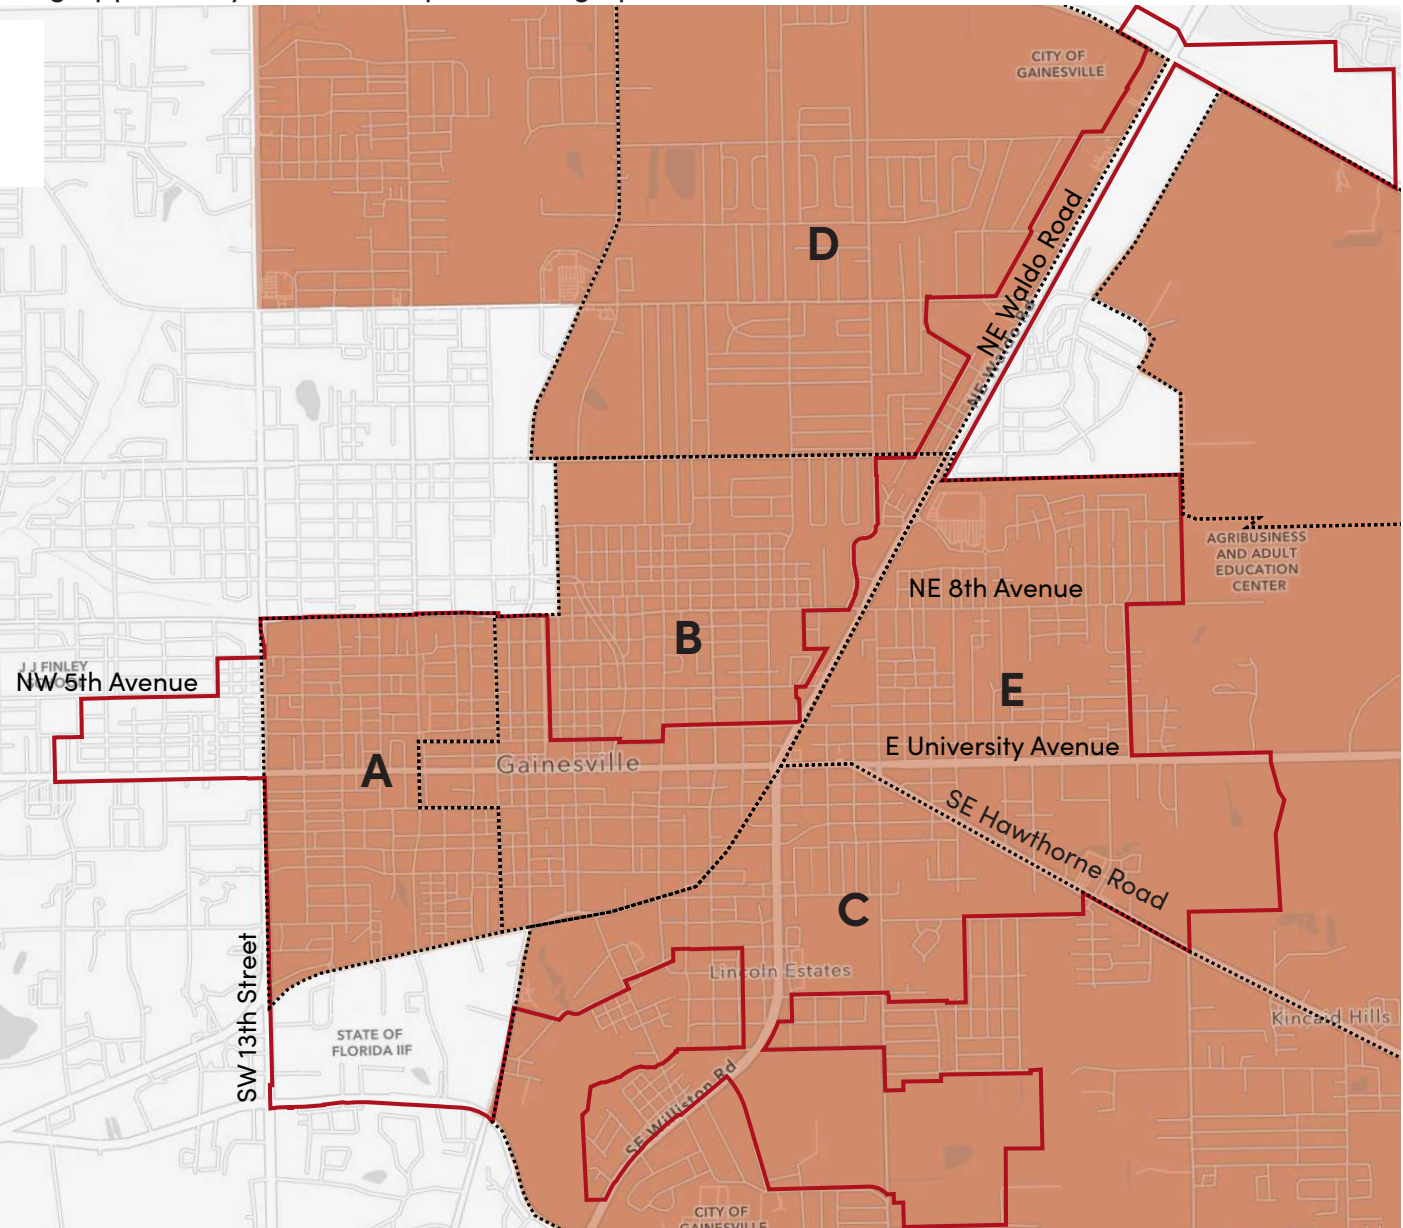 CITY OF
GAINESVILLE
D
NE Waldo Road
NE Waldo Rd
AGRIBUSINESS
AND ADULT
EDUCATION
CENTER
NE 8th Avenue
B
J J FINLEY
NW 5th Avenue
E
E University Avenue
A
Gainesville
SE Hawthorne Road
C
SW 13th Street
Lincoln Estates
Kincaid Hills
STATE OF
FLORIDA IIF
SE Williston Rd
CITY OF
GAINESVILLE